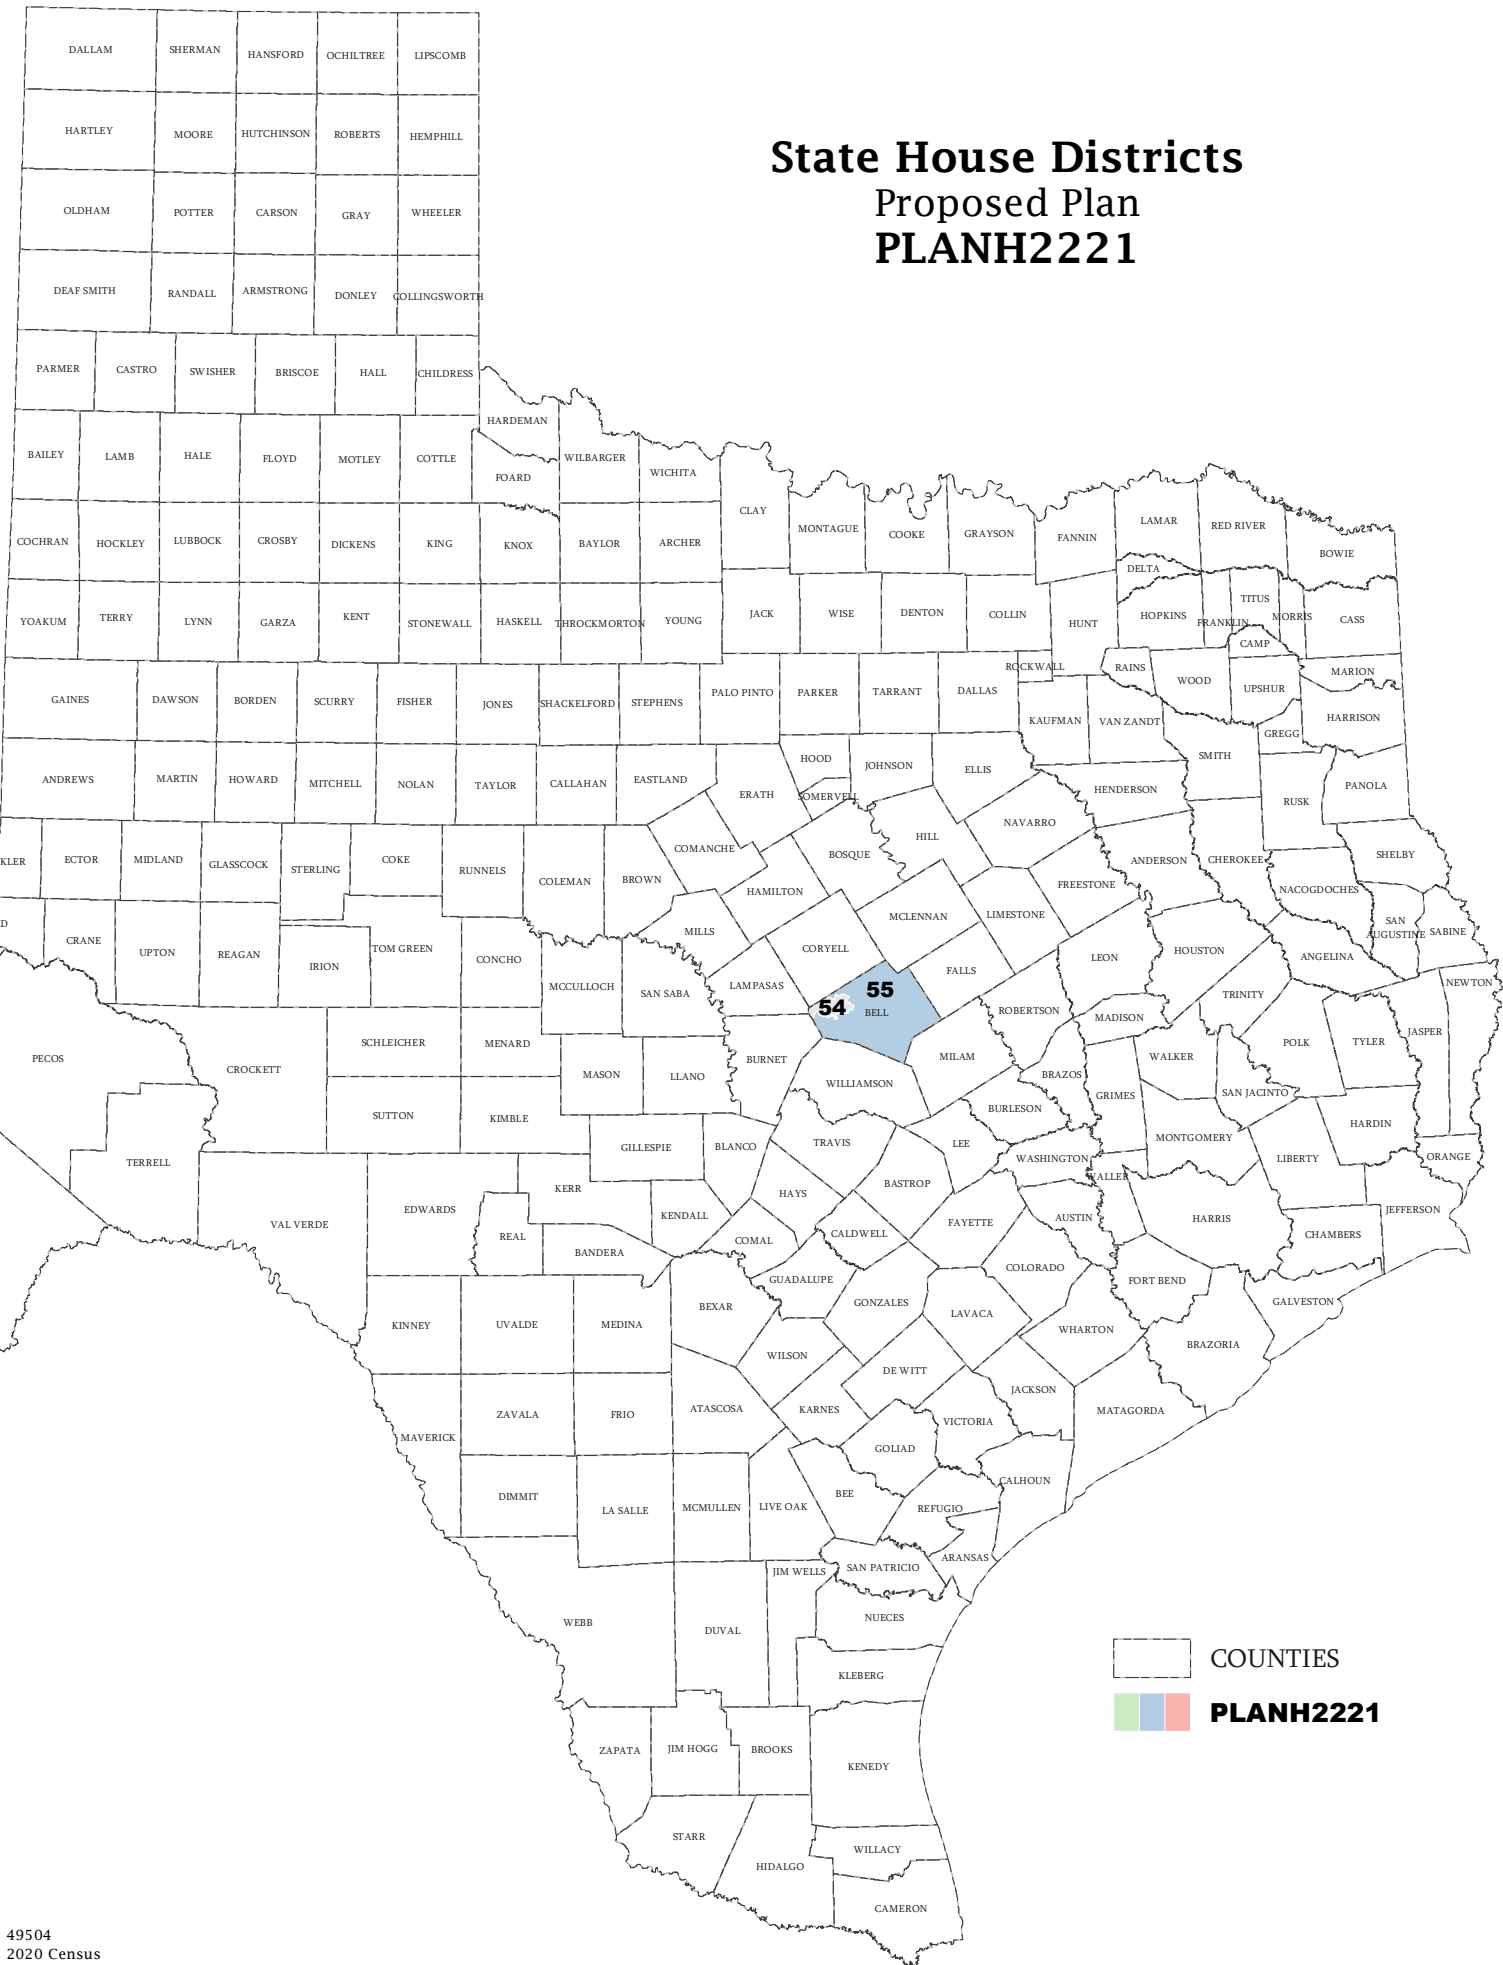 State House Districts
Proposed Plan
PLANH2221
DALLAM
SHERMAN
HANSFORD
OCHILTREE
LIPSCOMB
HARTLEY
MOORE
HUTCHINSON
ROBERTS
HEMPHILL
OLDHAM
POTTER
CARSON
GRAY
WHEELER
DEAF SMITH
RANDALL
ARMSTRONG
DONLEY
COLLINGSWORTH
PARMER
CASTRO
SWISHER
BRISCOE
HALL
CHILDRESS
HARDEMAN
BAILEY
LAMB
HALE
FLOYD
MOTLEY
COTTLE
FOARD
WILBARGER
WICHITA
CLAY
MONTAGUE
COOKE
GRAYSON
FANNIN
LAMAR
RED RIVER
BOWIE
DELTA
COCHRAN
HOCKLEY
LUBBOCK
CROSBY
DICKENS
KING
KNOX
BAYLOR
ARCHER
YOAKUM
TERRY
LYNN
GARZA
KENT
STONEWALL
HASKELL
THROCKMORTON
YOUNG
JACK
WISE
DENTON
COLLIN
HUNT
HOPKINS
FRANKLIN
TITUS
MORRIS
CASS
CAMP
ROCKWALL
RAINS
WOOD
UPSHUR
MARION
GAINES
DAWSON
BORDEN
SCURRY
FISHER
JONES
SHACKELFORD
STEPHENS
PALO PINTO
PARKER
TARRANT
DALLAS
KAUFMAN
VAN ZANDT
GREGG
HARRISON
SMITH
ANDREWS
MARTIN
HOWARD
MITCHELL
NOLAN
TAYLOR
CALLAHAN
EASTLAND
ERATH
HOOD
SOMERVELL
JOHNSON
ELLIS
HENDERSON
RUSK
PANOLA
KLER
ECTOR
MIDLAND
GLASSCOCK
STERLING
COKE
RUNNELS
COLEMAN
BROWN
COMANCHE
HAMILTON
BOSQUE
HILL
NAVARRO
ANDERSON
CHEROKEE
SHELBY
NACOGDOCHES
FREESTONE
LIMESTONE
MCLENNAN
D
CRANE
UPTON
REAGAN
IRION
TOM GREEN
CONCHO
MCCULLOCH
SAN SABA
MILLS
LAMPASAS
CORYELL
FALLS
LEON
HOUSTON
ANGELINA
SAN
AUGUSTINE
SABINE
NEWTON
54
55
BELL
ROBERTSON
MADISON
TRINITY
POLK
TYLER
JASPER
PECOS
CROCKETT
SCHLEICHER
MENARD
MASON
LLANO
BURNET
WILLIAMSON
MILAM
BRAZOS
GRIMES
WALKER
SAN JACINTO
SUTTON
KIMBLE
GILLESPIE
BLANCO
TRAVIS
LEE
BURLESON
WASHINGTON
MONTGOMERY
HARDIN
LIBERTY
ORANGE
TERRELL
VAL VERDE
EDWARDS
REAL
KERR
KENDALL
BANDERA
HAYS
COMAL
CALDWELL
BASTROP
FAYETTE
AUSTIN
WALLER
HARRIS
CHAMBERS
JEFFERSON
KINNEY
UVALDE
MEDINA
BEXAR
GUADALUPE
GONZALES
LAVACA
COLORADO
FORT BEND
WHARTON
GALVESTON
BRAZORIA
WILSON
DE WITT
JACKSON
MATAGORDA
MAVERICK
ZAVALA
FRIO
ATASCOSA
KARNES
GOLIAD
VICTORIA
CALHOUN
DIMMIT
LA SALLE
MCMULLEN
LIVE OAK
BEE
REFUGIO
ARANSAS
SAN PATRICIO
JIM WELLS
WEBB
DUVAL
NUECES
KLEBERG
COUNTIES
PLANH2221
ZAPATA
JIM HOGG
BROOKS
KENEDY
STARR
HIDALGO
WILLACY
CAMERON
49504
2020 Census